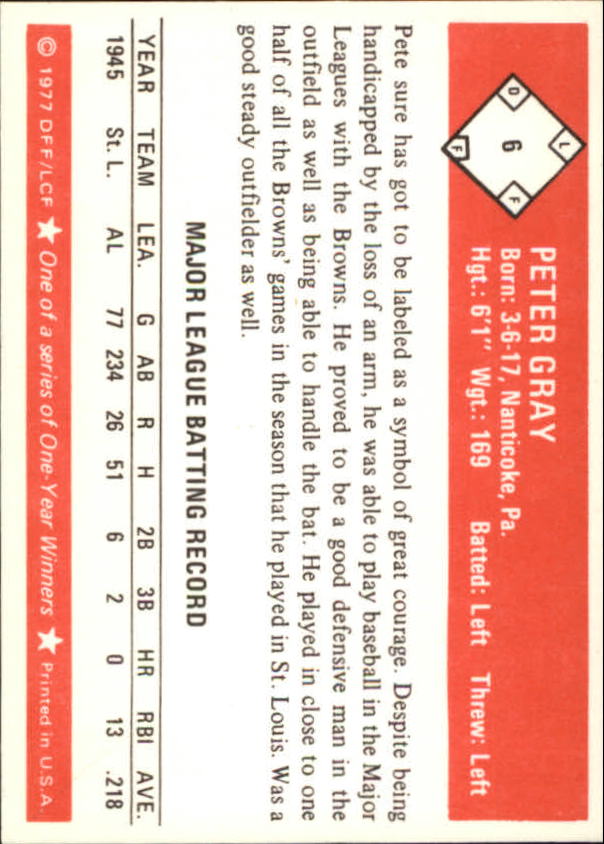 D L
6
F F
PETER GRAY
Born: 3-6-17, Nanticoke, Pa.
Hgt.: 6'1" Wgt.: 169 Batted: Left Threw: Left
Pete sure has got to be labeled as a symbol of great courage. Despite being
handicapped by the loss of an arm, he was able to play baseball in the Major
Leagues with the Browns. He proved to be a good defensive man in the
outfield as well as being able to handle the bat. He played in close to one
half of all the Browns' games in the season that he played in St. Louis. Was a
good steady outfielder as well.
MAJOR LEAGUE BATTING RECORD
YEAR TEAM LEA. G AB R H 2B 3B HR RBI AVE.
1945 St. L. AL 77 234 26 51 6 2 0 13 .218
© 1977 DFF/LCF ★ One of a series of One-Year Winners ★ Printed in U.S.A.